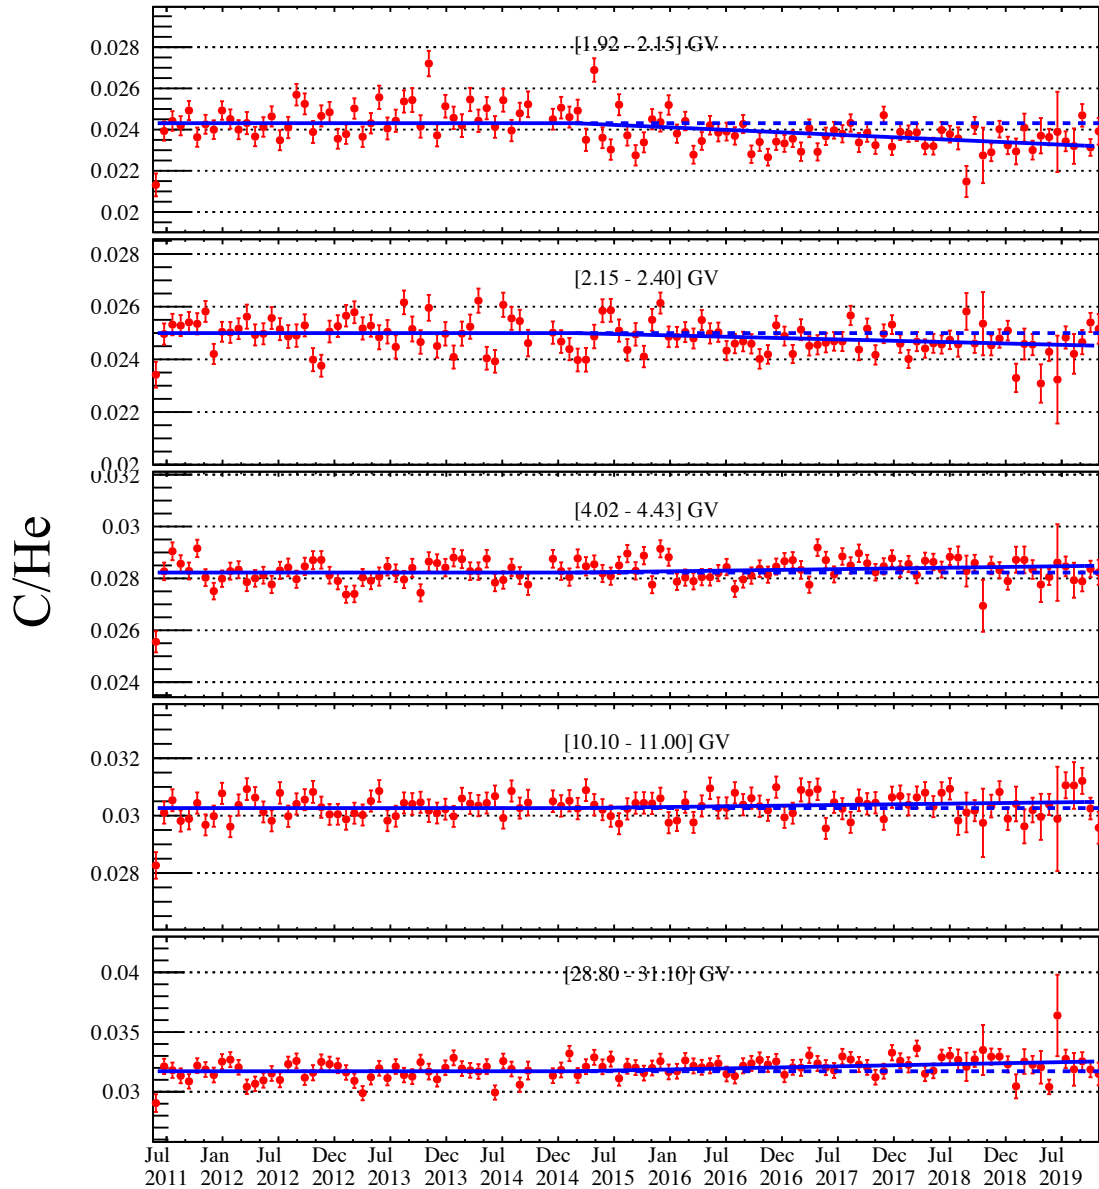 C/He
[1.92 - 2.15] GV
0.028
0.026
0.024
0.022
0.02
[2.15 - 2.40] GV
0.028
0.026
0.024
0.022
0.02
[4.02 - 4.43] GV
0.032
0.03
0.028
0.026
0.024
[10.10 - 11.00] GV
0.032
0.03
0.028
[28.80 - 31.10] GV
0.04
0.035
0.03
Jul Jan Jul Dec Jul Dec Jul Dec Jul Jan Jul Dec Jul Dec Jul Dec Jul
2011 2012 2012 2012 2013 2013 2014 2014 2015 2016 2016 2016 2017 2017 2018 2018 2019